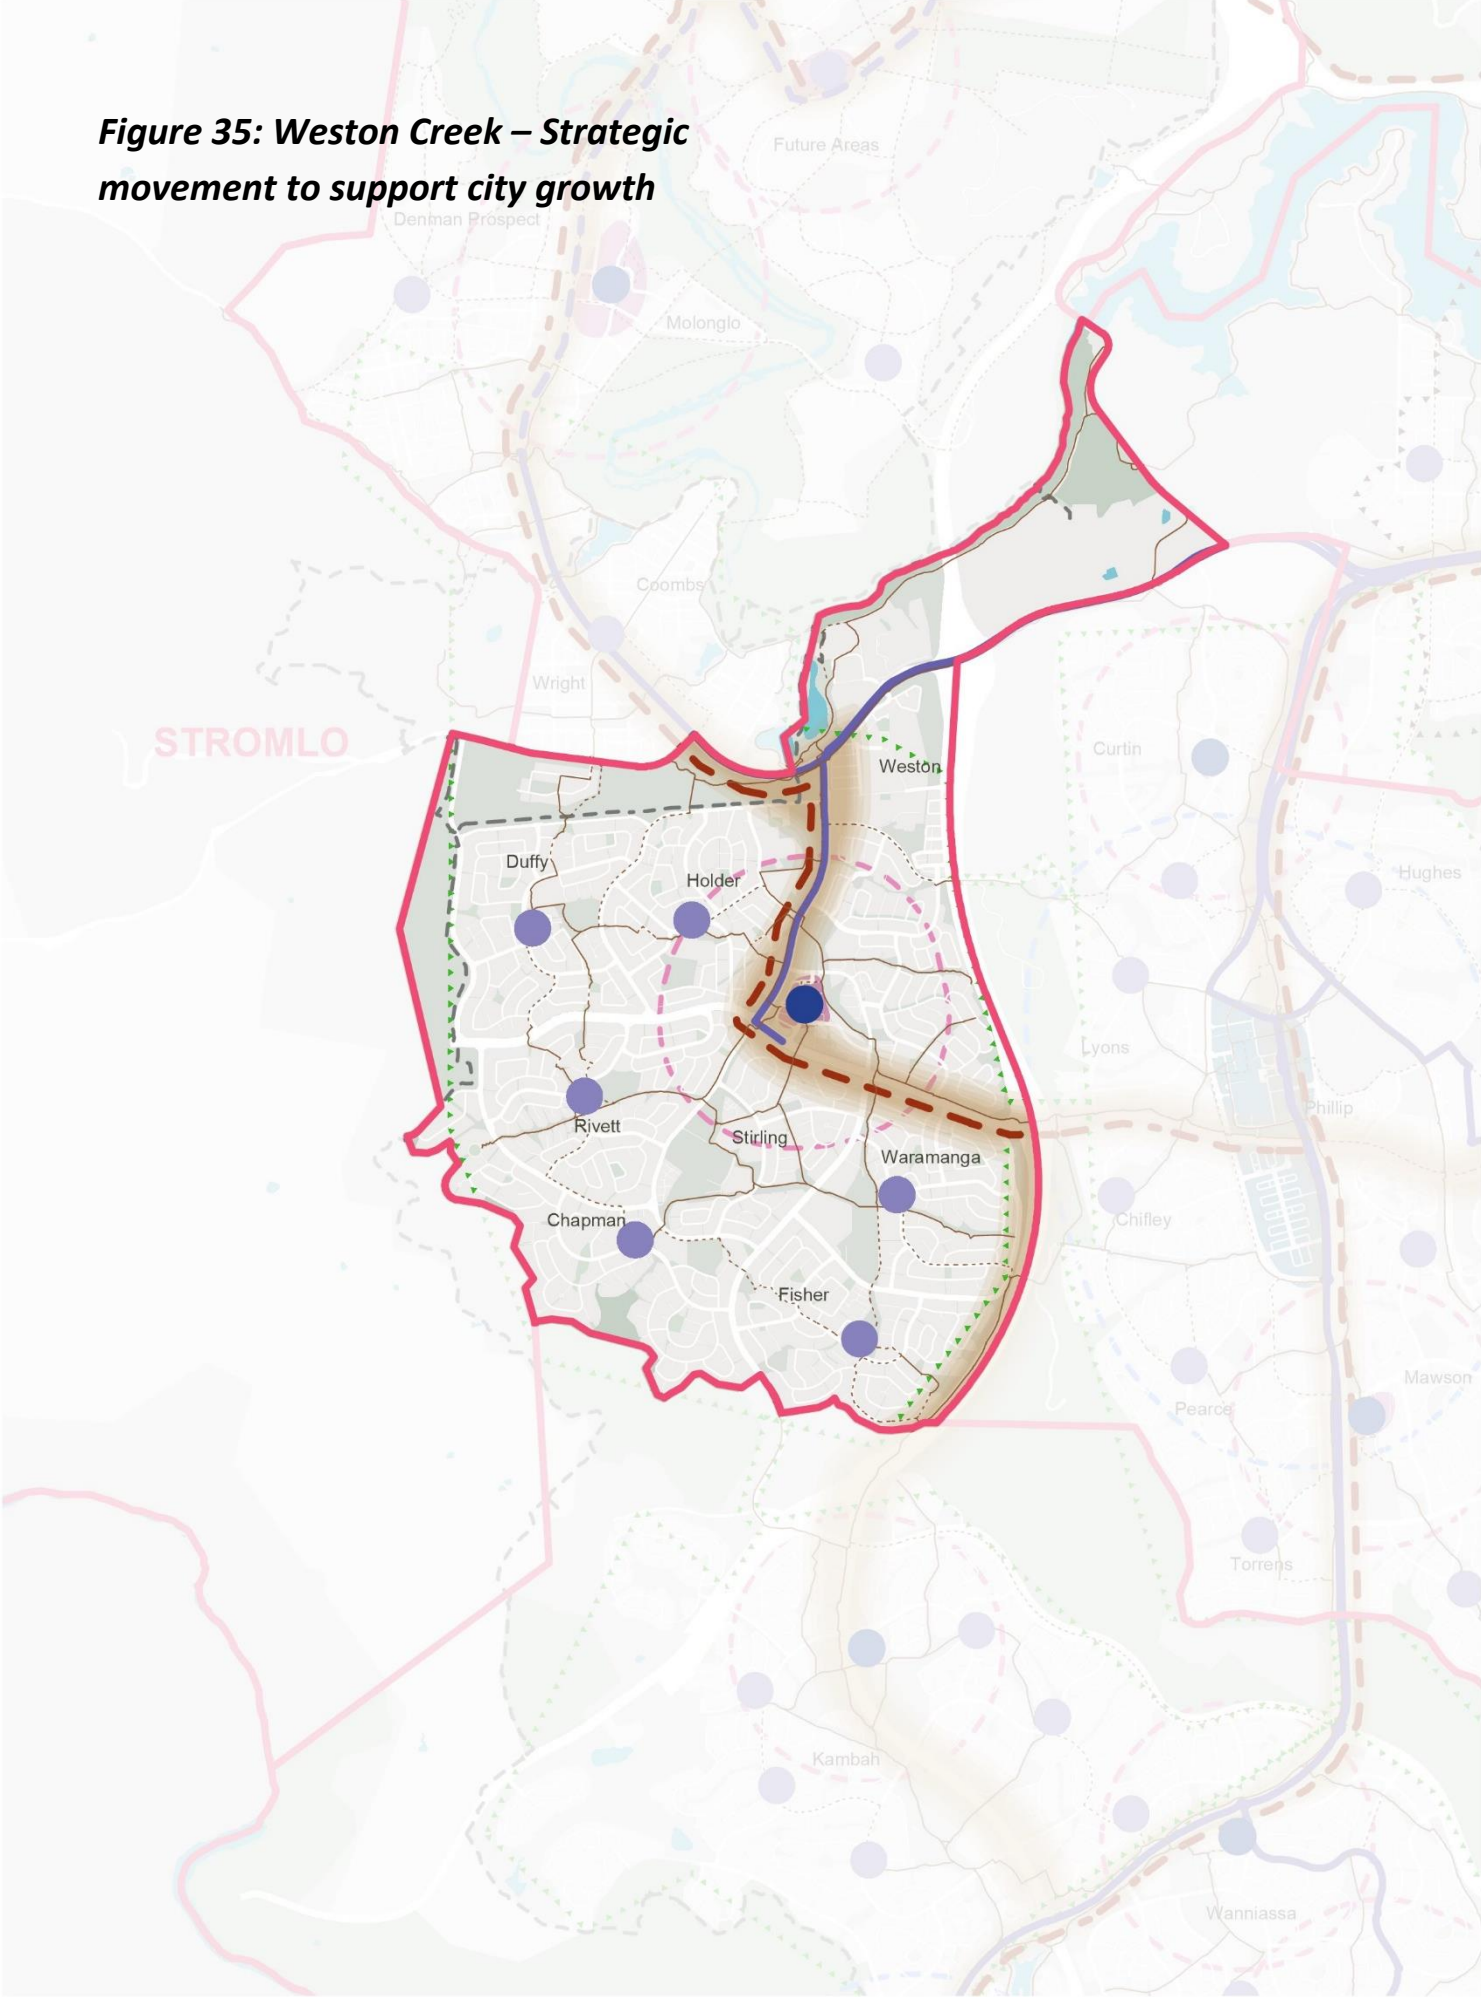 Figure 35: Weston Creek – Strategic
movement to support city growth
Future Areas
Denman Prospect
Molonglo
Coombs
Wright
STROMLO
Curtin
Weston
Duffy
Holder
Hughes
Lyons
Phillip
Rivett
Stirling
Waramanga
Chapman
Chifley
Fisher
Mawson
Pearce
Torrens
Kambah
Wanniassa